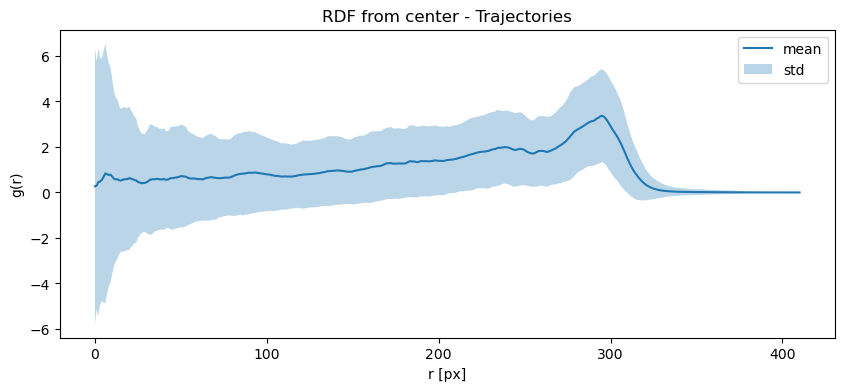 RDF from center - Trajectories
mean
std
g(r)
6
4
2
0
−2
−4
−6
0 100 200 300 400
r [px]